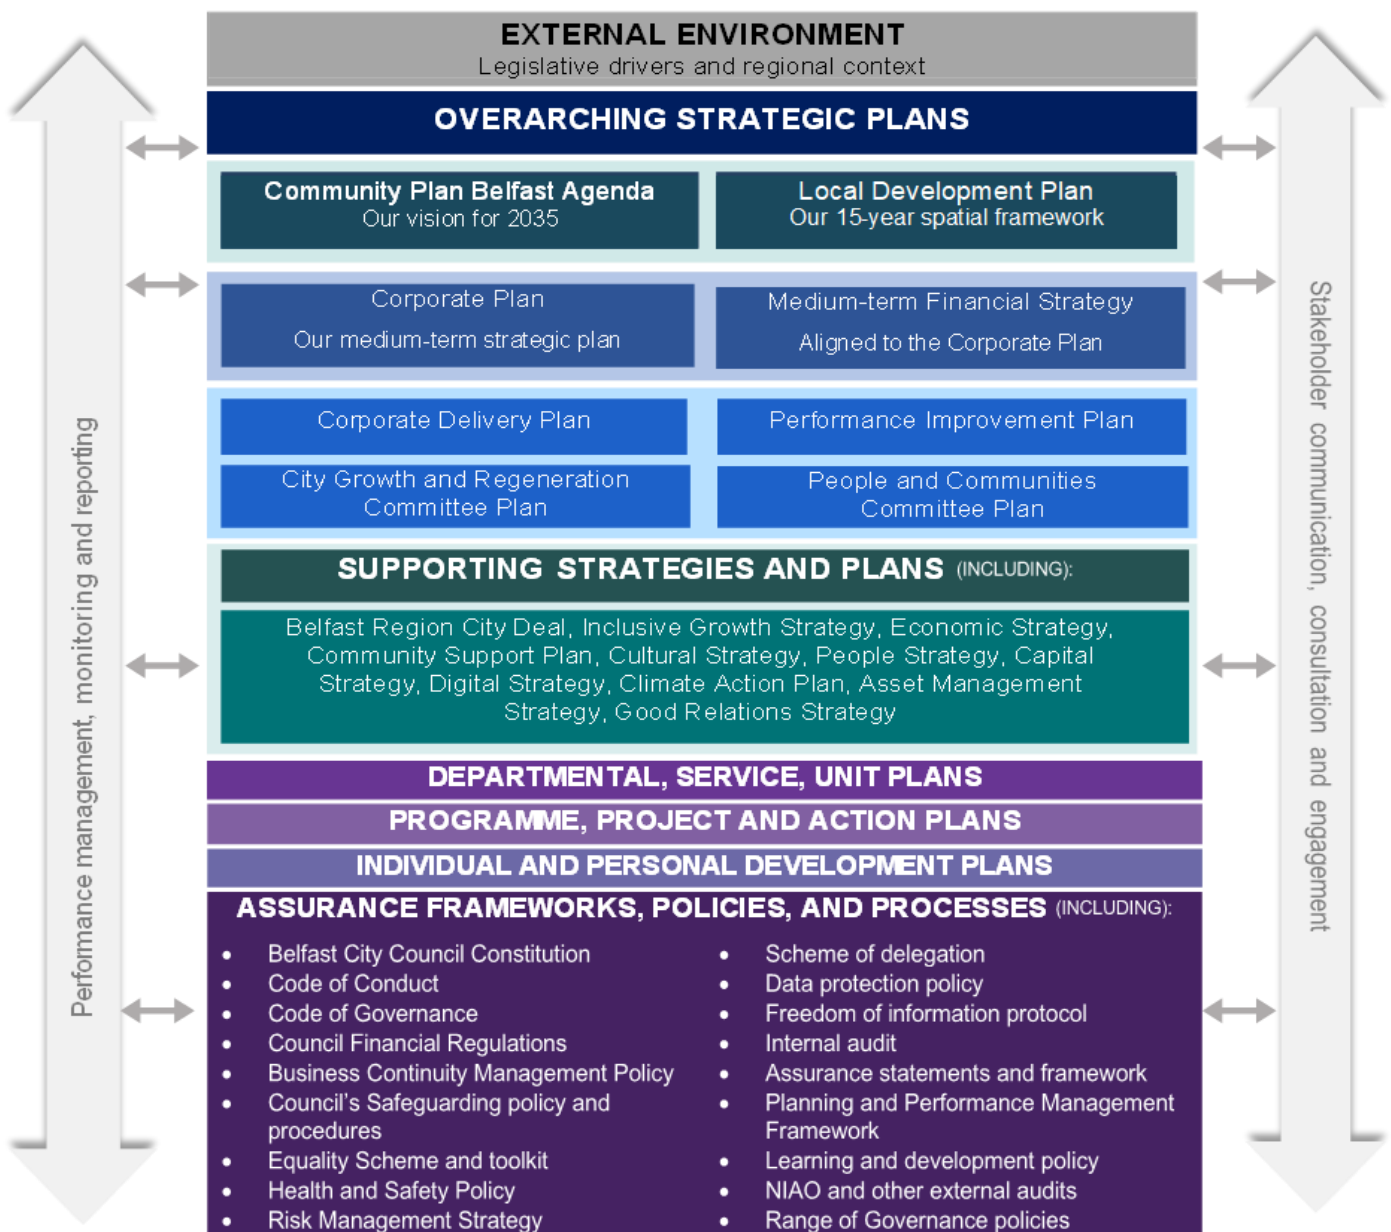 EXTERNAL ENVIRONMENT
Legislative drivers and regional context
OVERARCHING STRATEGIC PLANS
Community Plan Belfast Agenda
Our vision for 2035
Local Development Plan
Our 15-year spatial framework
Corporate Plan
Our medium-term strategic plan
Medium-term Financial Strategy
Aligned to the Corporate Plan
Corporate Delivery Plan
Performance Improvement Plan
City Growth and Regeneration
Committee Plan
People and Communities
Committee Plan
SUPPORTING STRATEGIES AND PLANS (INCLUDING):
Belfast Region City Deal, Inclusive Growth Strategy, Economic Strategy,
Community Support Plan, Cultural Strategy, People Strategy, Capital
Strategy, Digital Strategy, Climate Action Plan, Asset Management
Strategy, Good Relations Strategy
DEPARTMENTAL, SERVICE, UNIT PLANS
PROGRAMME, PROJECT AND ACTION PLANS
INDIVIDUAL AND PERSONAL DEVELOPMENT PLANS
ASSURANCE FRAMEWORKS, POLICIES, AND PROCESSES (INCLUDING):
• Belfast City Council Constitution
• Code of Conduct
• Code of Governance
• Council Financial Regulations
• Business Continuity Management Policy
• Council's Safeguarding policy and
procedures
• Equality Scheme and toolkit
• Health and Safety Policy
• Risk Management Strategy
• Scheme of delegation
• Data protection policy
• Freedom of information protocol
• Internal audit
• Assurance statements and framework
• Planning and Performance Management
Framework
• Learning and development policy
• NIAO and other external audits
• Range of Governance policies
Performance management, monitoring and reporting
Stakeholder communication, consultation and engagement